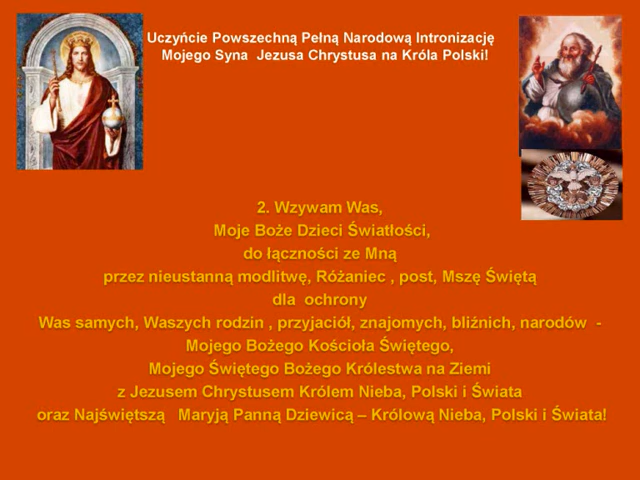 Uczyńcie Powszechną Pełną Narodową Intronizację
Mojego Syna Jezusa Chrystusa na Króla Polski!
2. Wzywam Was,
Moje Boże Dzieci Światłości,
do łączności ze Mną
przez nieustanną modlitwę, Różaniec , post, Mszę Świętą
dla ochrony
Was samych, Waszych rodzin , przyjaciół, znajomych, bliźnich, narodów -
Mojego Bożego Kościoła Świętego,
Mojego Świętego Bożego Królestwa na Ziemi
z Jezusem Chrystusem Królem Nieba, Polski i Świata
oraz Najświętszą Maryją Panną Dziewicą – Królową Nieba, Polski i Świata!